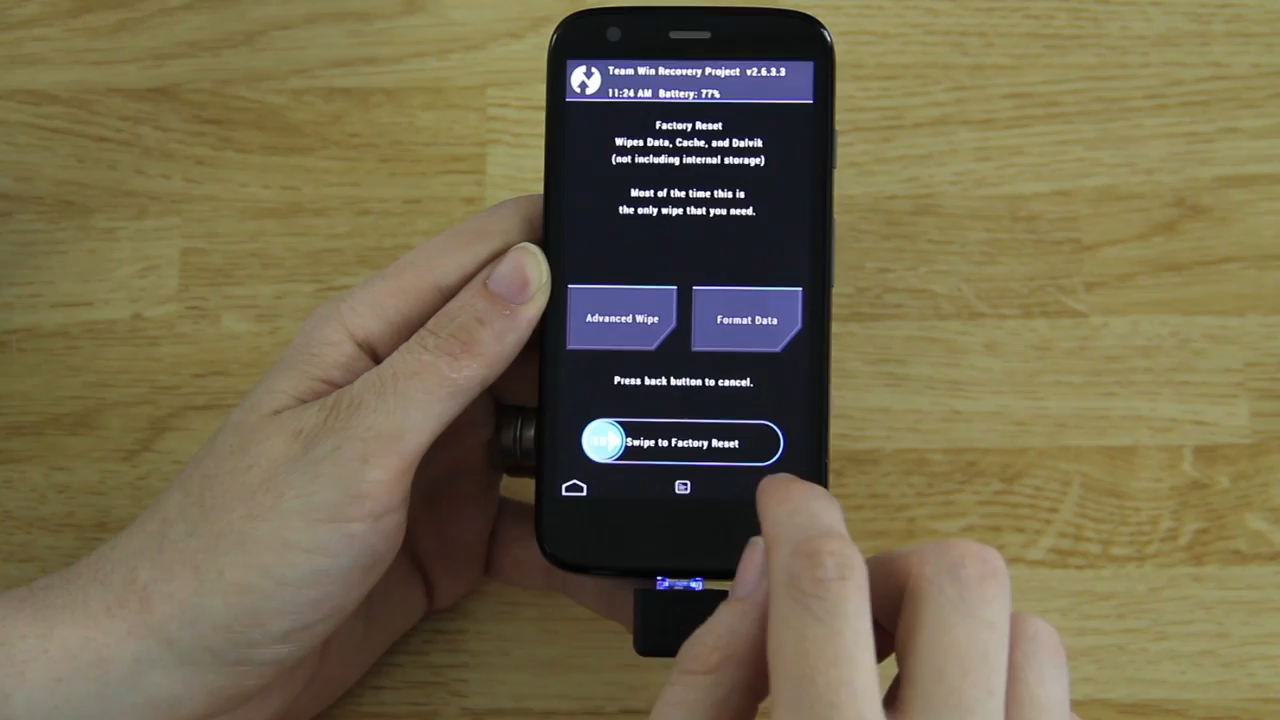 Team Win Recovery Project v2.6.3.3
11:24 AM Battery: 77%
Factory Reset
Wipes Data, Cache, and Dalvik
(not including internal storage)
Most of the time this is
the only wipe that you need.
Advanced Wipe
Format Data
Press back button to cancel.
Swipe to Factory Reset